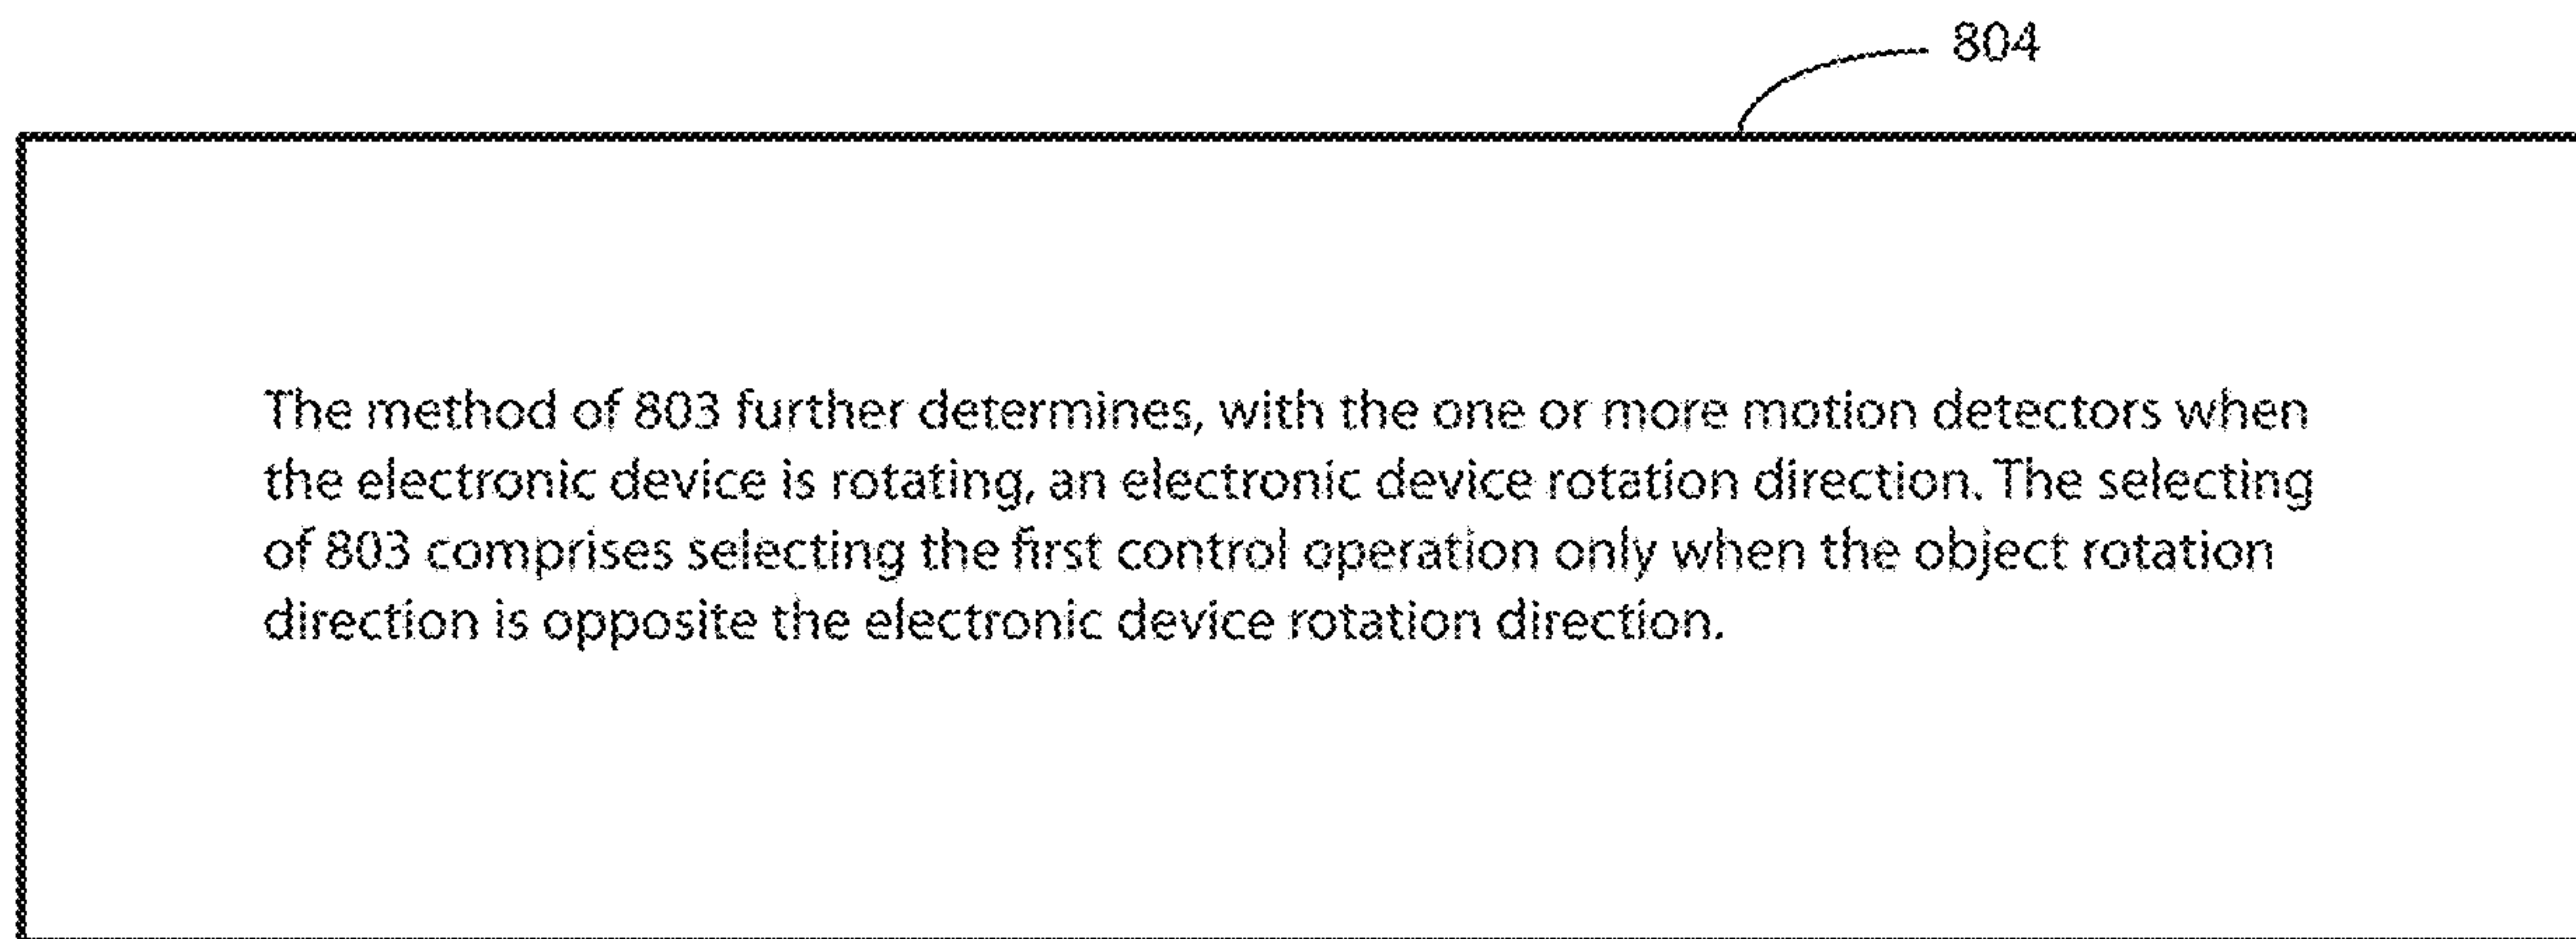 804
The method of 803 further determines, with the one or more motion detectors when
the electronic device is rotating, an electronic device rotation direction. The selecting
of 803 comprises selecting the first control operation only when the object rotation
direction is opposite the electronic device rotation direction.